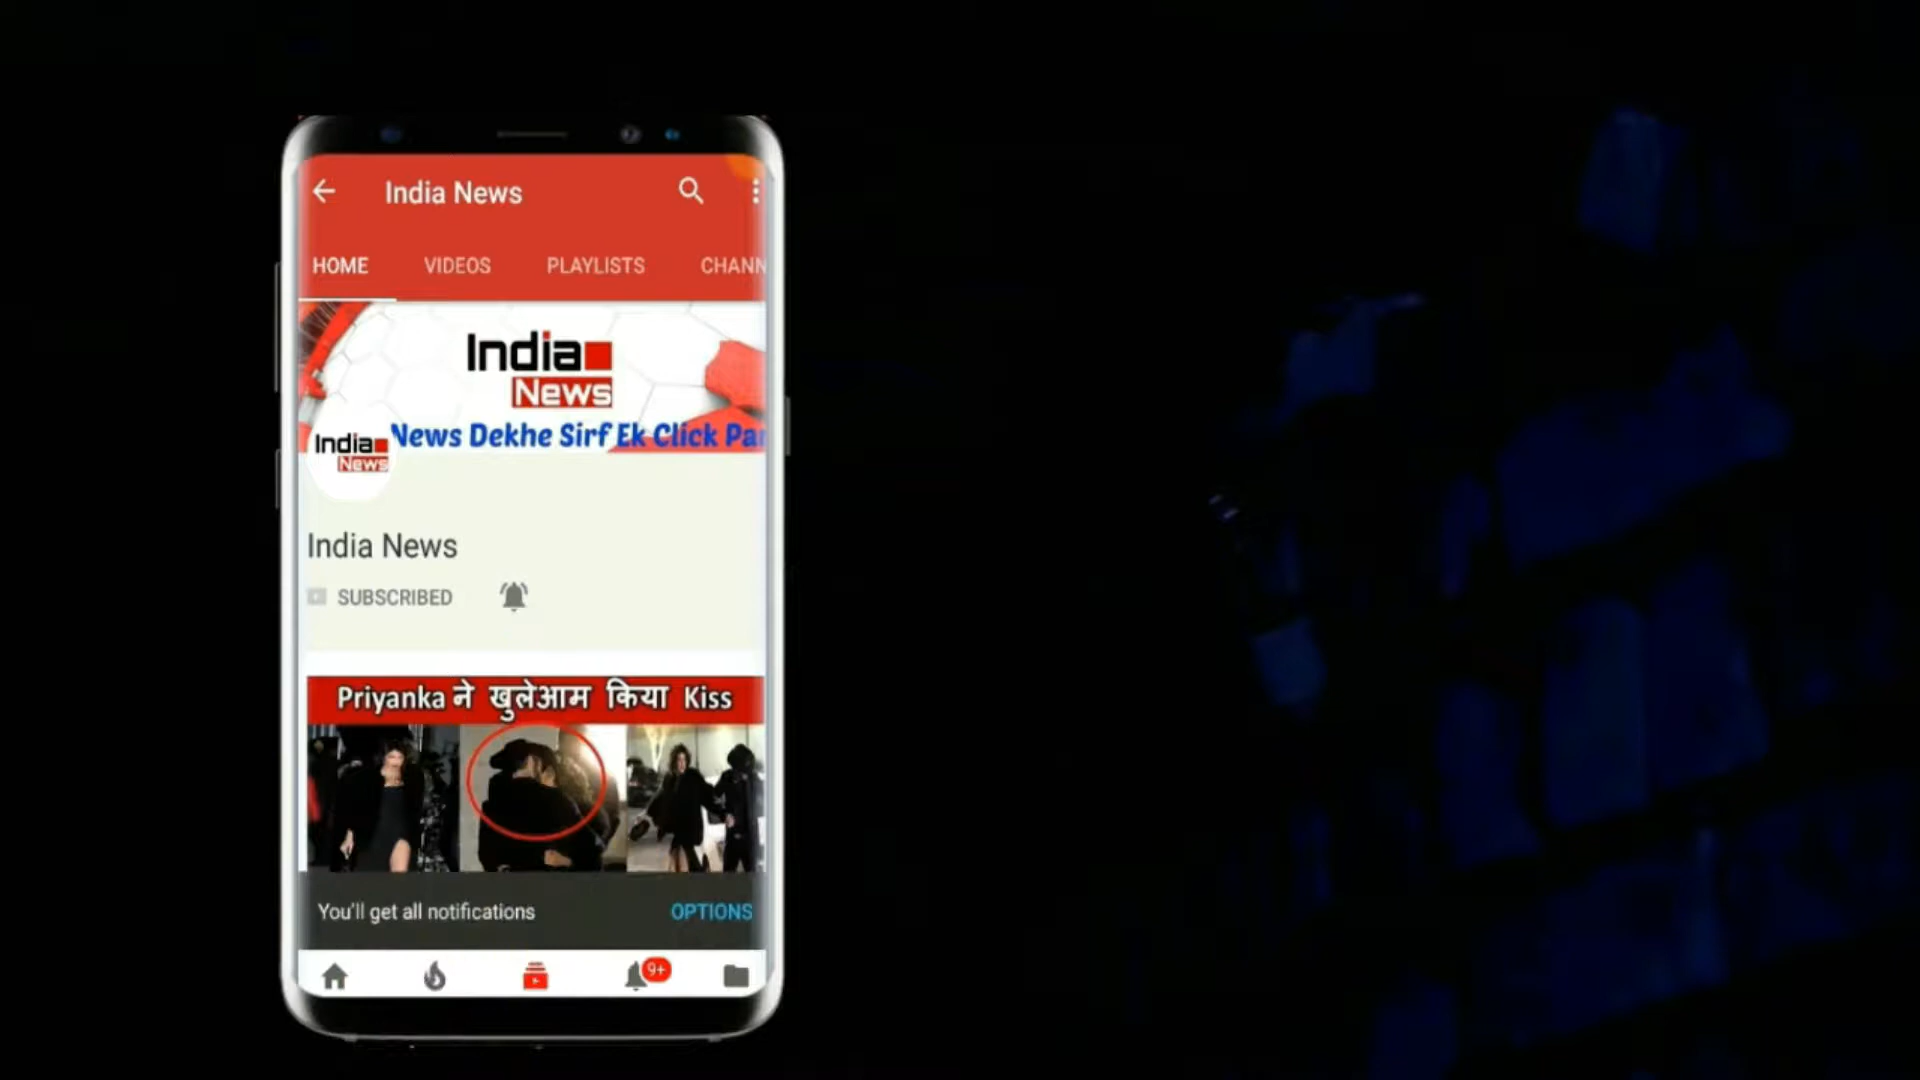 India News
HOME VIDEOS PLAYLISTS CHANN
India
News
News Dekhe Sirf Ek Click Par
India
News
India News
SUBSCRIBED
Priyanka ने खुलेआम किया Kiss
You'll get all notifications OPTIONS
9+